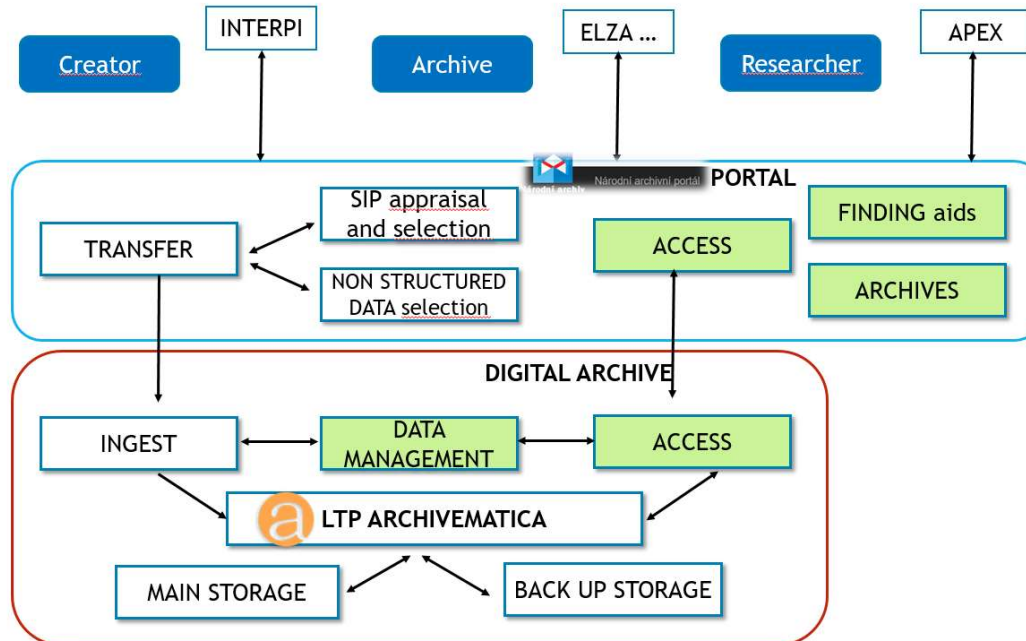 INTERPI
ELZA ...
APEX
Creator
Archive
Researcher
Národní archivní portál
PORTAL
SIP appraisal
and selection
FINDING aids
TRANSFER
ACCESS
NON STRUCTURED
DATA selection
ARCHIVES
DIGITAL ARCHIVE
INGEST
DATA
MANAGEMENT
ACCESS
a LTP ARCHIVEMATICA
MAIN STORAGE
BACK UP STORAGE